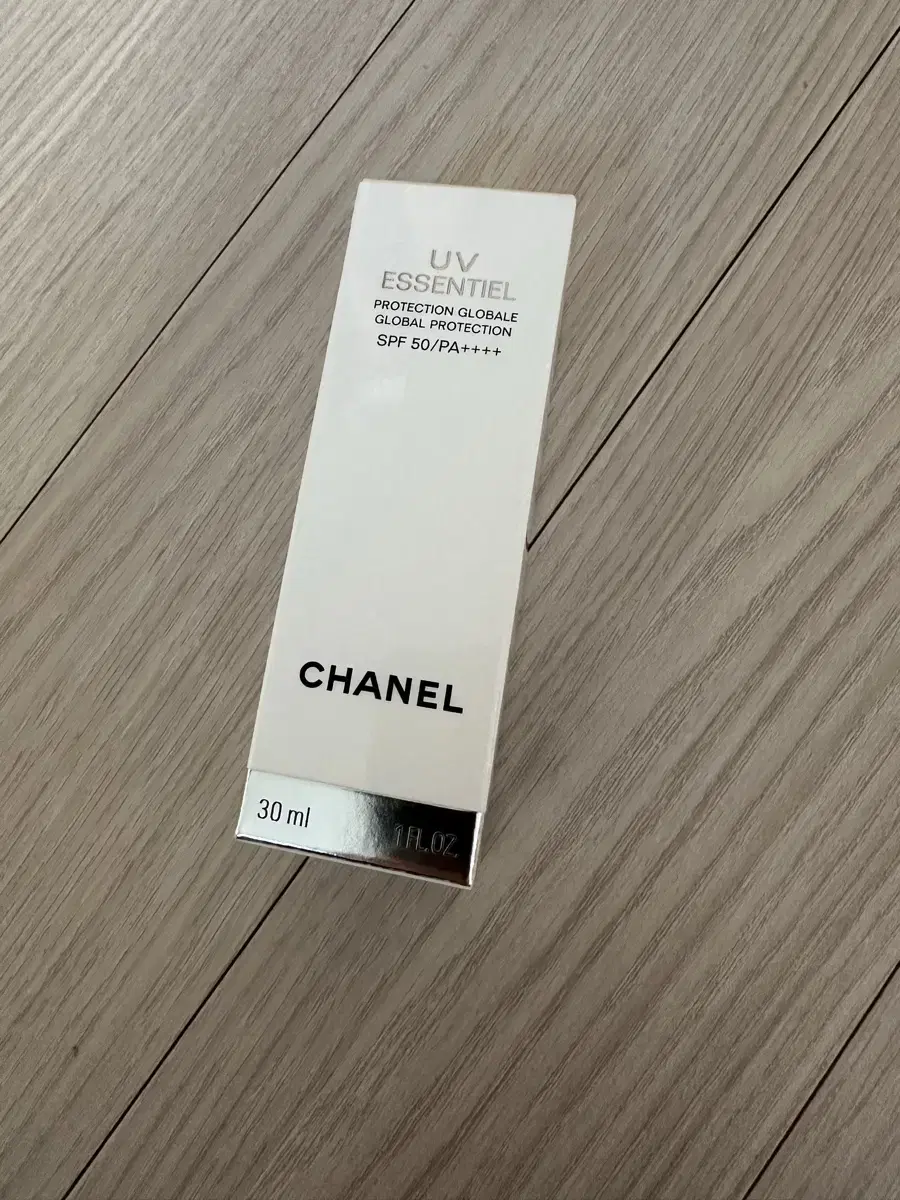 UV
ESSENTIEL
PROTECTION GLOBALE
GLOBAL PROTECTION
SPF 50/PA++++
CHANEL
30 ml 1 FL.OZ.